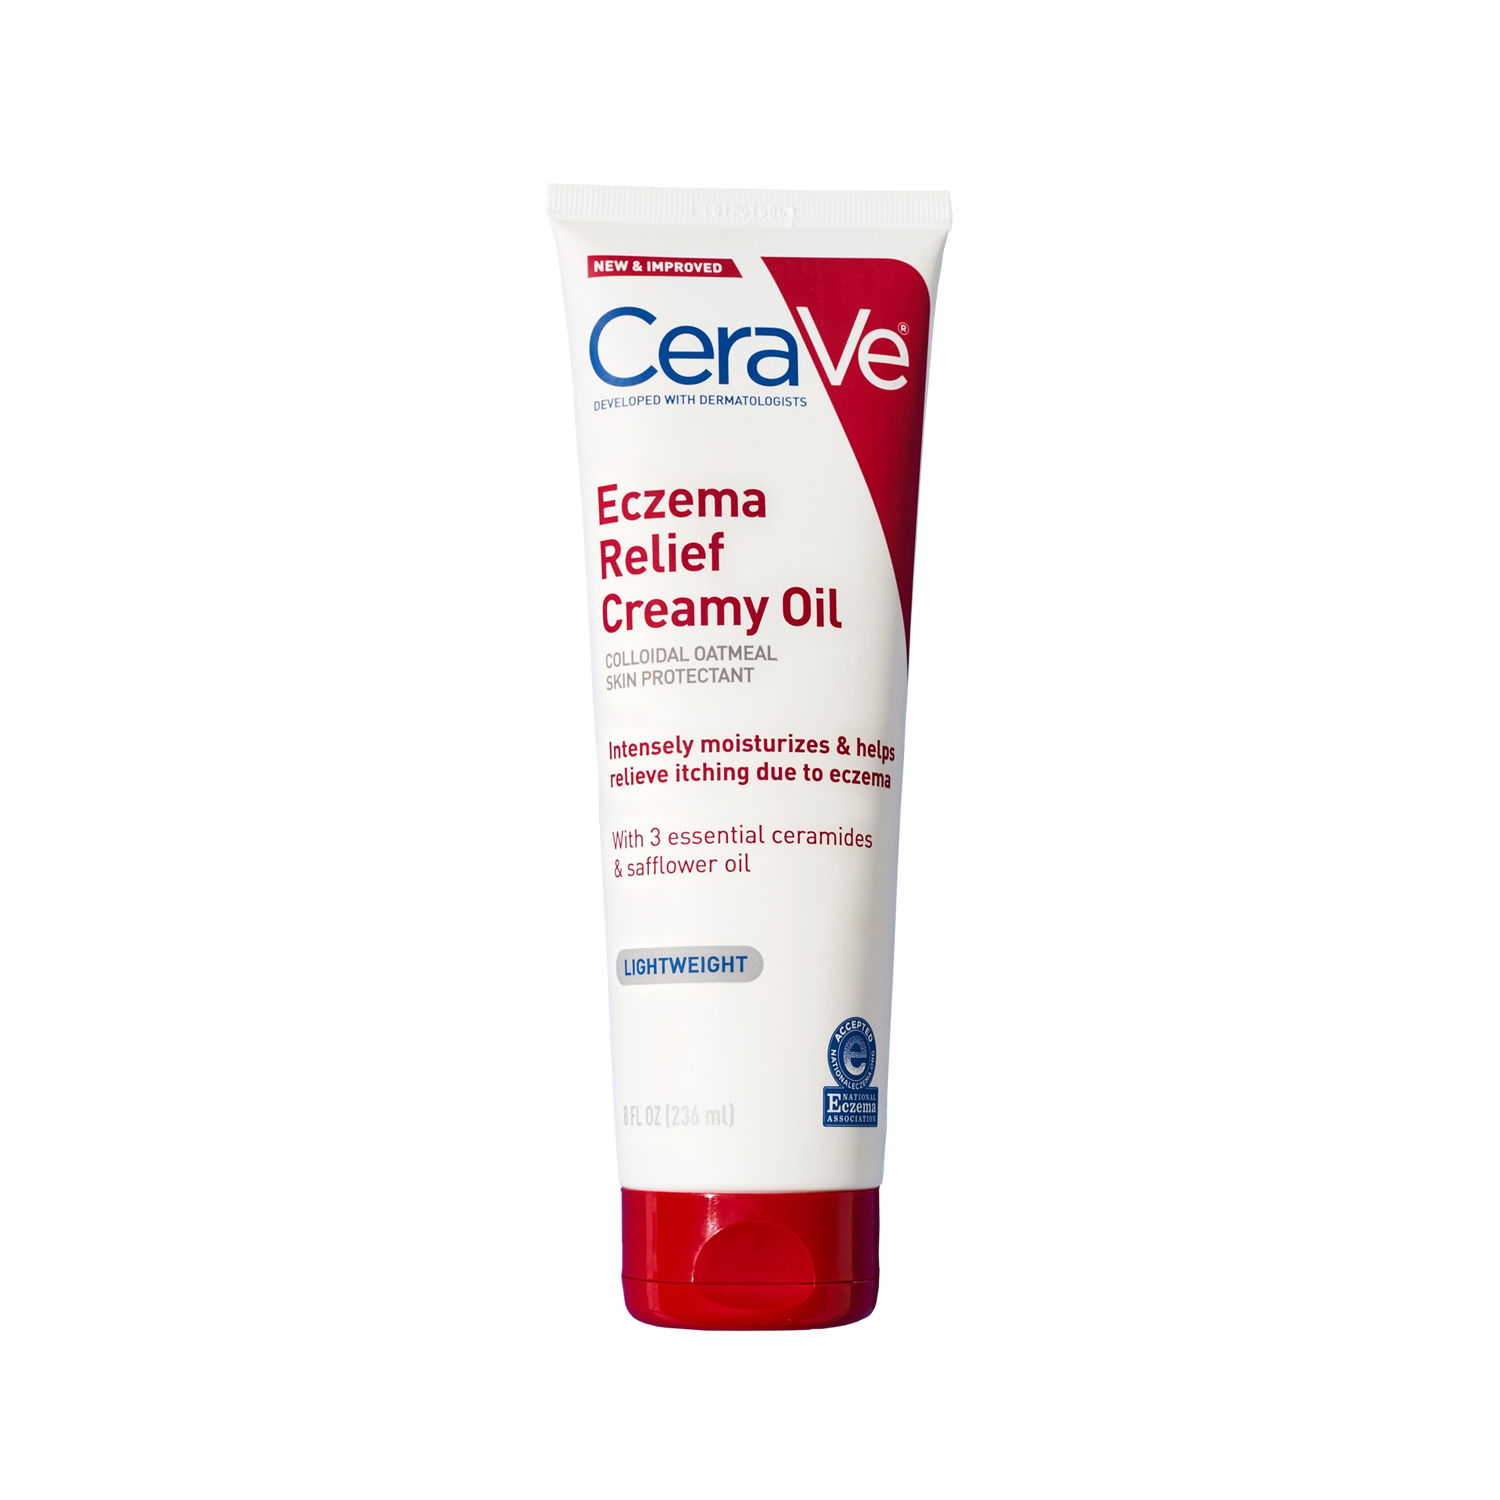 NEW & IMPROVED
CeraVe®
DEVELOPED WITH DERMATOLOGISTS
Eczema
Relief
Creamy Oil
COLLOIDAL OATMEAL
SKIN PROTECTANT
Intensely moisturizes & helps
relieve itching due to eczema
With 3 essential ceramides
& safflower oil
LIGHTWEIGHT
ACCEPTED
NATIONALECZEMA.ORG
e
NATIONAL
Eczema
ASSOCIATION
8 FL OZ (236 ml)